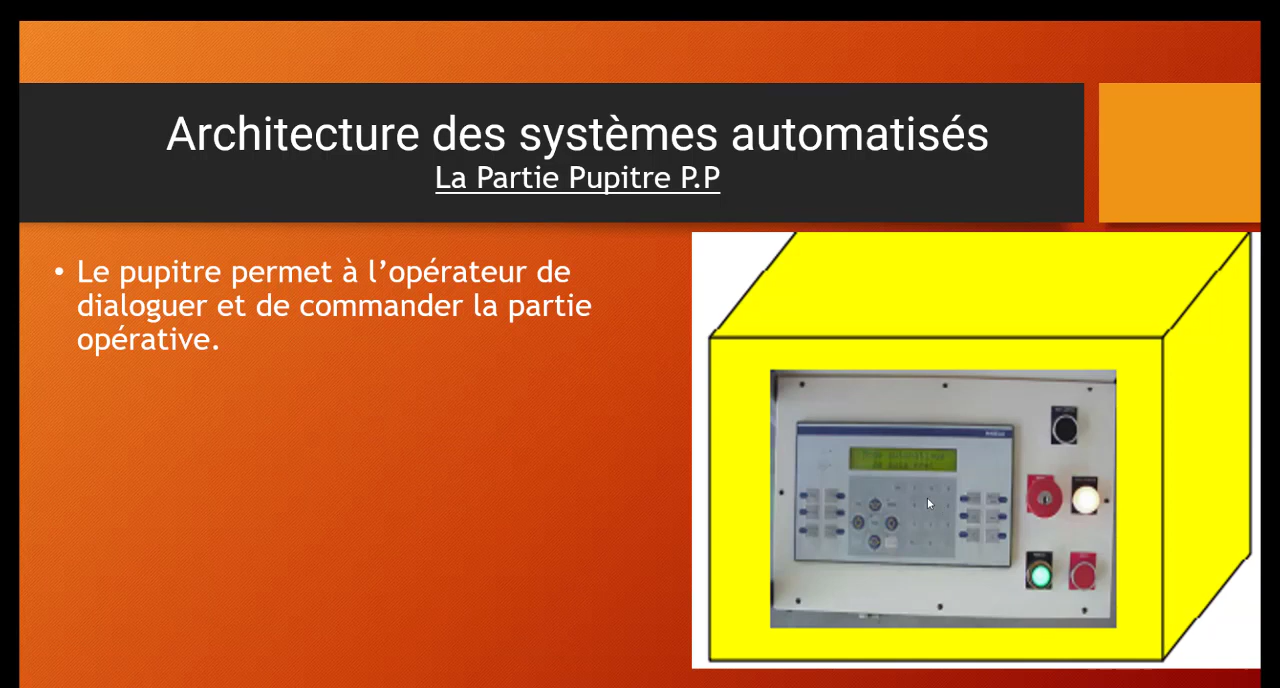 Architecture des systèmes automatisés
La Partie Pupitre P.P
• Le pupitre permet à l’opérateur de
dialoguer et de commander la partie
opérative.